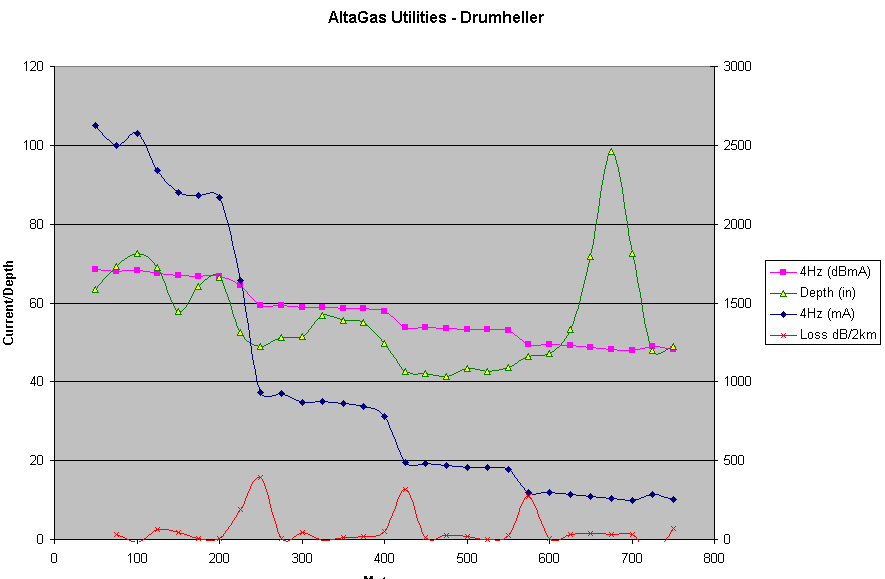 AltaGas Utilities - Drumheller
120
100
80
60
40
20
0
Current/Depth
3000
2500
2000
1500
1000
500
0
0 100 200 300 400 500 600 700 800
4Hz (dBmA)
Depth (in)
4Hz (mA)
Loss dB/2km